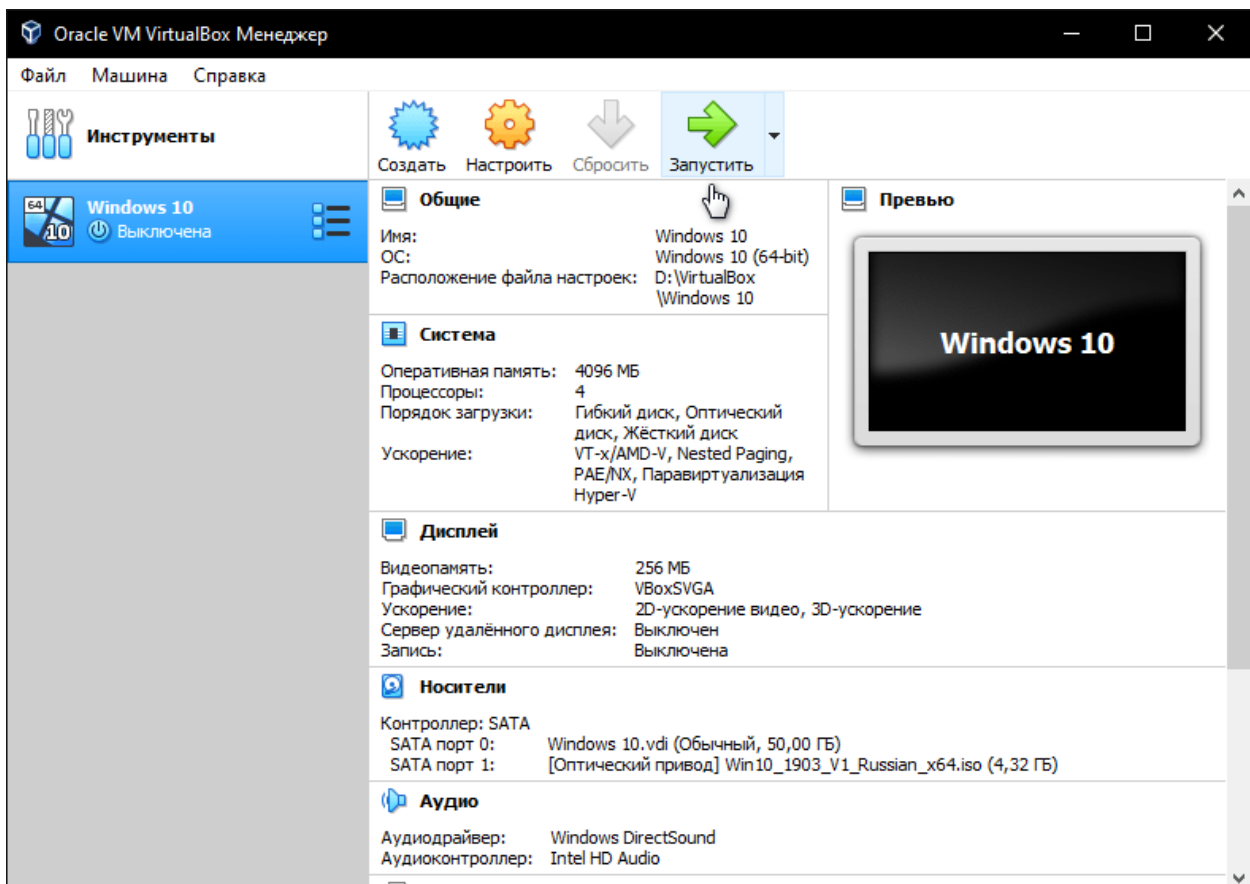 Oracle VM VirtualBox Менеджер
Файл Машина Справка
Инструменты
Создать Настроить Сбросить Запустить
64
10
Windows 10
Выключена
Общие
Имя: Windows 10
ОС: Windows 10 (64-bit)
Расположение файла настроек: D:\VirtualBox
\Windows 10
Превью
Windows 10
Система
Оперативная память: 4096 МБ
Процессоры: 4
Порядок загрузки: Гибкий диск, Оптический
диск, Жёсткий диск
Ускорение: VT-x/AMD-V, Nested Paging,
PAE/NX, Паравиртуализация
Hyper-V
Дисплей
Видеопамять: 256 МБ
Графический контроллер: VBoxSVGA
Ускорение: 2D-ускорение видео, 3D-ускорение
Сервер удалённого дисплея: Выключен
Запись: Выключена
Носители
Контроллер: SATA
SATA порт 0: Windows 10.vdi (Обычный, 50,00 ГБ)
SATA порт 1: [Оптический привод] Win10_1903_V1_Russian_x64.iso (4,32 ГБ)
Аудио
Аудиодрайвер: Windows DirectSound
Аудиоконтроллер: Intel HD Audio